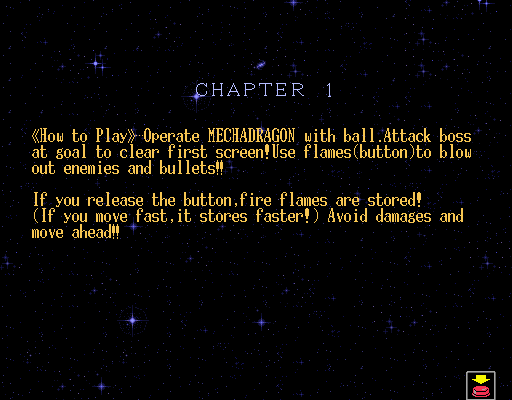 CHAPTER 1
《How to Play》 Operate MECHADRAGON with ball.Attack boss
at goal to clear first screen!Use flames(button)to blow
out enemies and bullets!!
If you release the button,fire flames are stored!
(If you move fast,it stores faster!) Avoid damages and
move ahead!!